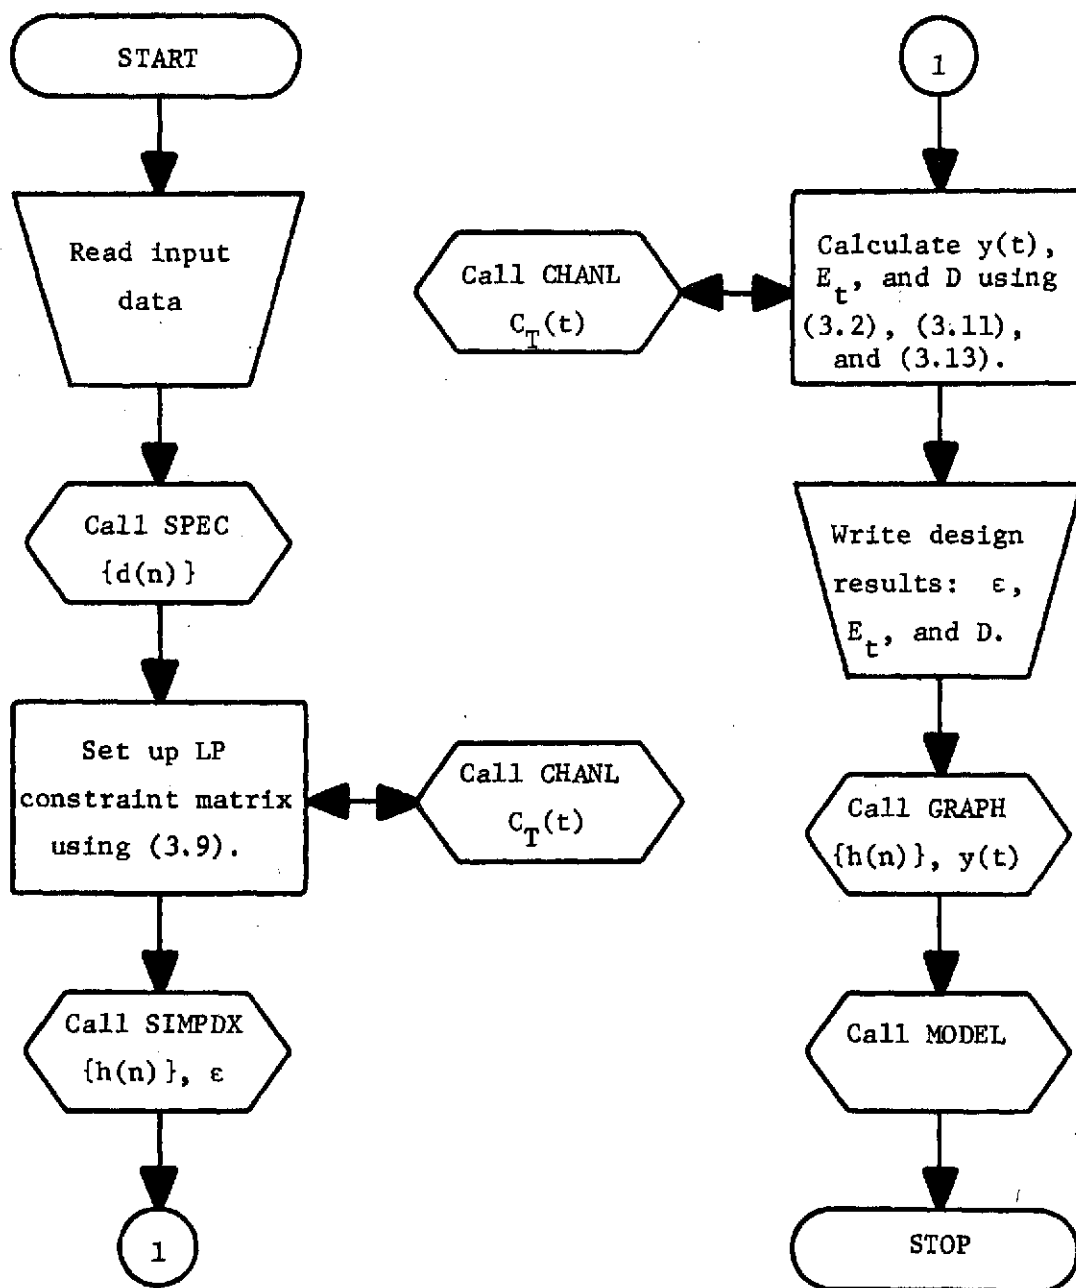 START
Read input
data
Call SPEC
{d(n)}
Set up LP
constraint matrix
using (3.9).
Call CHANL
C_T(t)
Call SIMPDX
{h(n)}, ε
1
1
Call CHANL
C_T(t)
Calculate y(t),
E_t, and D using
(3.2), (3.11),
and (3.13).
Write design
results: ε,
E_t, and D.
Call GRAPH
{h(n)}, y(t)
Call MODEL
STOP